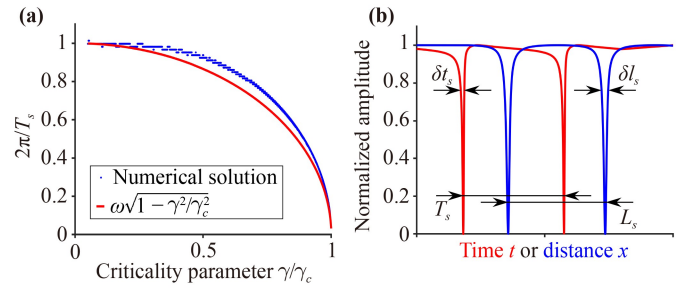 (a)
1
0.8
0.6
0.4
0.2
0
0
0.5
1
2π/T_s
Numerical solution
ω√1 − γ²/γ_c²
Criticality parameter γ/γ_c
(b)
1
0.8
0.6
0.4
0.2
0
Normalized amplitude
δt_s
δl_s
T_s
L_s
Time t or distance x